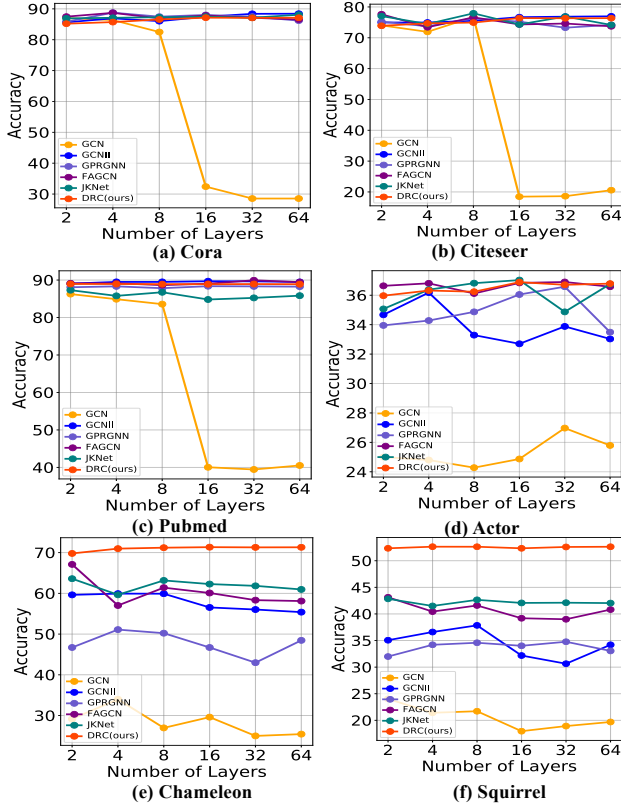 90
80
70
60
50
40
30
Accuracy
GCN
GCNII
GPRGNN
FAGCN
JKNet
DRC(ours)
2 4 8 16 32 64
Number of Layers
(a) Cora
80
70
60
50
40
30
20
Accuracy
GCN
GCNII
GPRGNN
FAGCN
JKNet
DRC(ours)
2 4 8 16 32 64
Number of Layers
(b) Citeseer
90
80
70
60
50
40
Accuracy
GCN
GCNII
GPRGNN
FAGCN
JKNet
DRC(ours)
2 4 8 16 32 64
Number of Layers
(c) Pubmed
36
34
32
30
28
26
24
Accuracy
GCN
GCNII
GPRGNN
FAGCN
JKNet
DRC(ours)
2 4 8 16 32 64
Number of Layers
(d) Actor
70
60
50
40
30
Accuracy
GCN
GCNII
GPRGNN
FAGCN
JKNet
DRC(ours)
2 4 8 16 32 64
Number of Layers
(e) Chameleon
50
45
40
35
30
25
20
Accuracy
GCN
GCNII
GPRGNN
FAGCN
JKNet
DRC(ours)
2 4 8 16 32 64
Number of Layers
(f) Squirrel